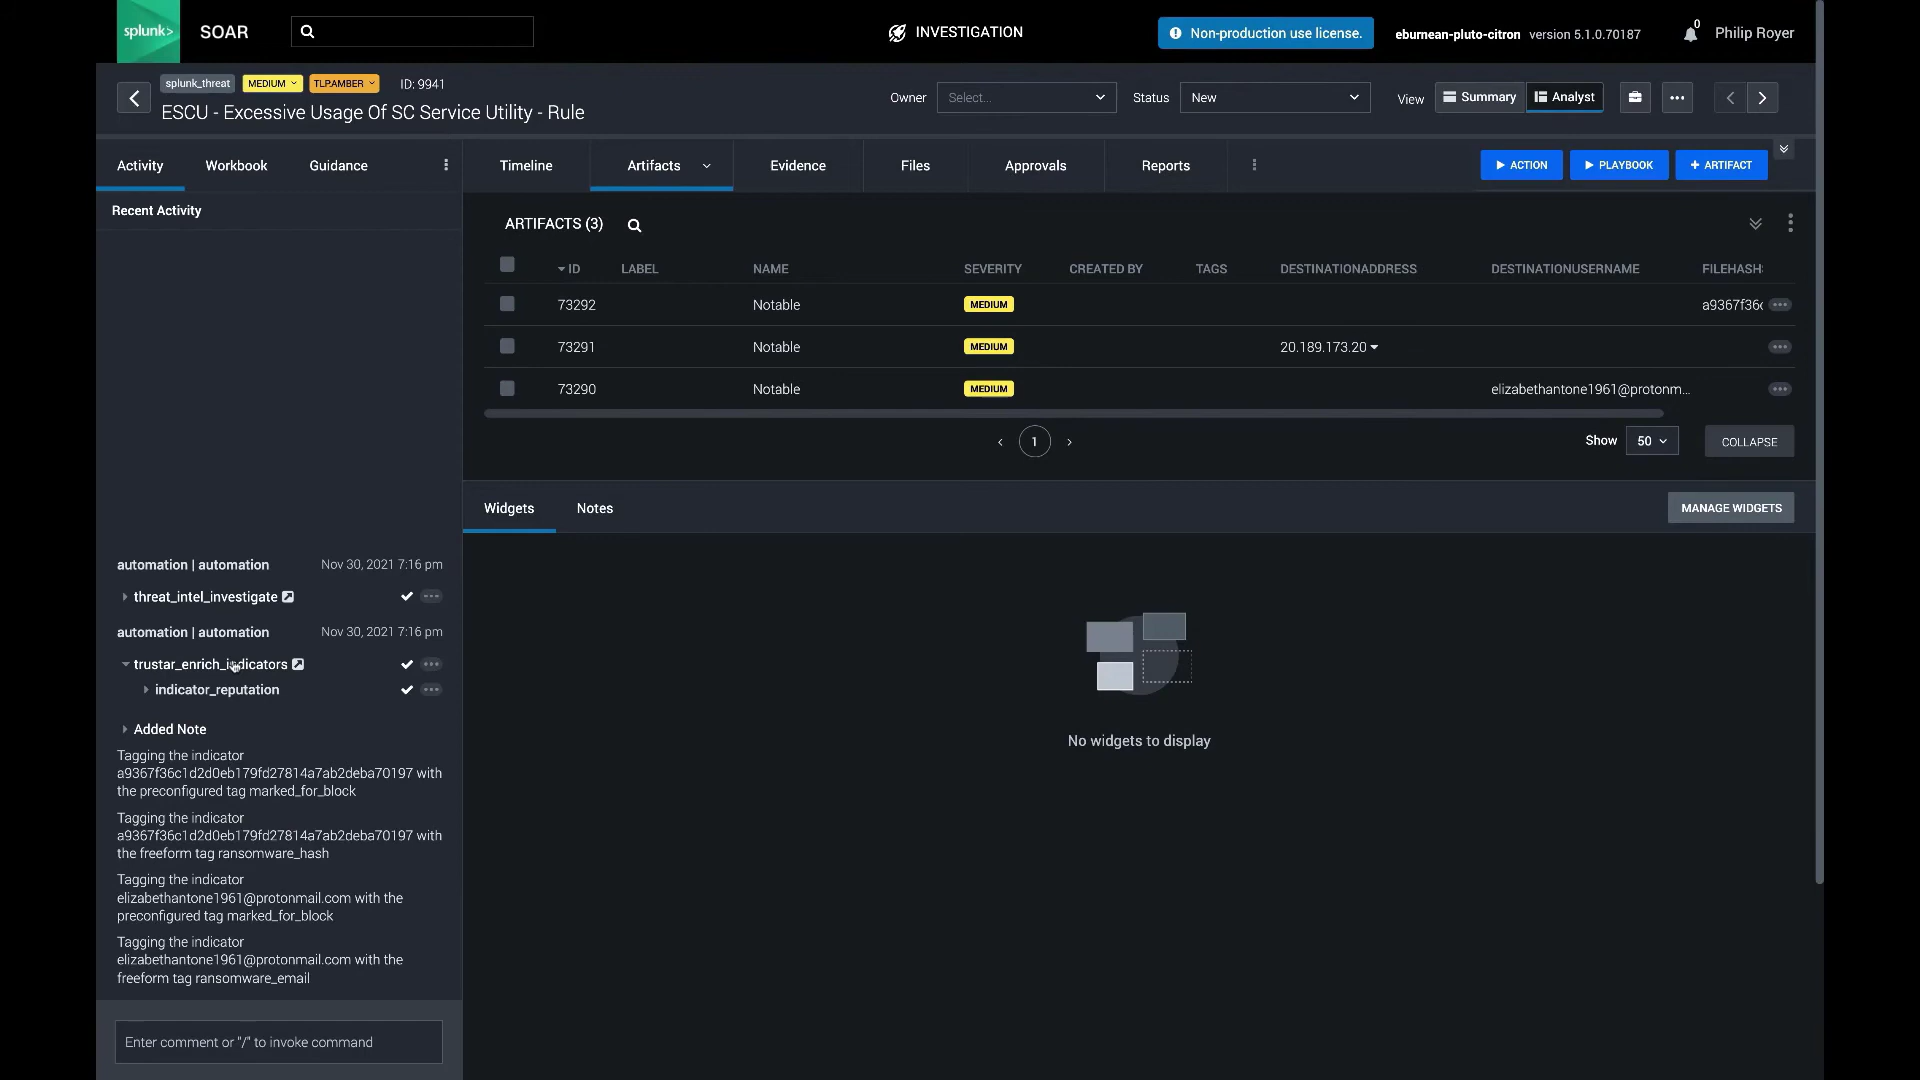 splunk> SOAR
INVESTIGATION
Non-production use license.
eburnean-pluto-citron version 5.1.0.70187
0
Philip Royer
splunk_threat MEDIUM TLP:AMBER ID: 9941
ESCU - Excessive Usage Of SC Service Utility - Rule
Owner Select... Status New View Summary Analyst
Activity Workbook Guidance
Timeline Artifacts Evidence Files Approvals Reports
ACTION PLAYBOOK + ARTIFACT
Recent Activity
ARTIFACTS (3)
ID LABEL NAME SEVERITY CREATED BY TAGS DESTINATIONADDRESS DESTINATIONUSERNAME FILEHASH
73292 Notable MEDIUM a9367f36
73291 Notable MEDIUM 20.189.173.20
73290 Notable MEDIUM elizabethantone1961@protonm...
1
Show 50 COLLAPSE
Widgets Notes MANAGE WIDGETS
No widgets to display
automation | automation Nov 30, 2021 7:16 pm
threat_intel_investigate
automation | automation Nov 30, 2021 7:16 pm
trustar_enrich_indicators
indicator_reputation
Added Note
Tagging the indicator
a9367f36c1d2d0eb179fd27814a7ab2deba70197 with
the preconfigured tag marked_for_block
Tagging the indicator
a9367f36c1d2d0eb179fd27814a7ab2deba70197 with
the freeform tag ransomware_hash
Tagging the indicator
elizabethantone1961@protonmail.com with the
preconfigured tag marked_for_block
Tagging the indicator
elizabethantone1961@protonmail.com with the
freeform tag ransomware_email
Enter comment or "/" to invoke command